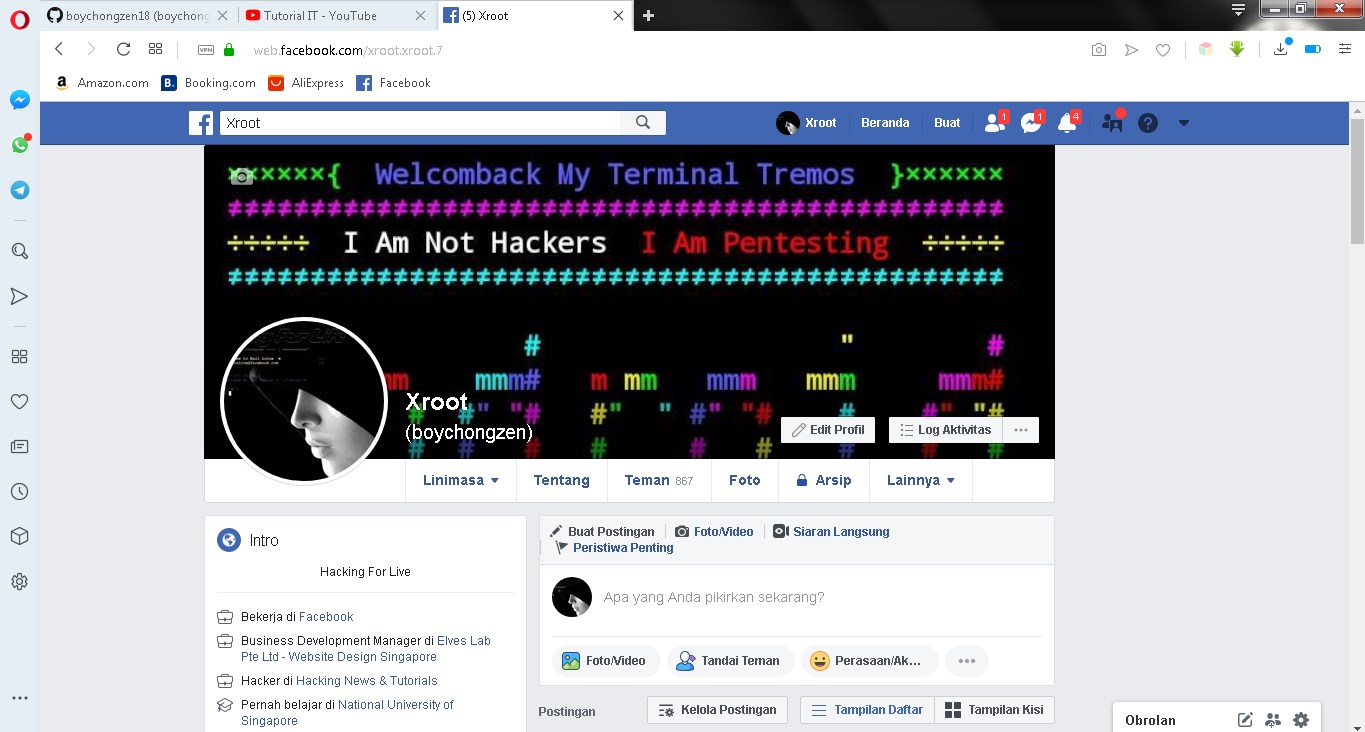 boychongzen18 (boychong
Tutorial IT - YouTube
(5) Xroot
VPN
web.facebook.com/xroot.xroot.7
Amazon.com
Booking.com
AliExpress
Facebook
Xroot
Xroot
Beranda
Buat
1
1
4
××××××{ Welcomback My Terminal Tremos }××××××
###############################################
÷÷÷÷÷ I Am Not Hackers I Am Pentesting ÷÷÷÷÷
###############################################
Xroot
(boychongzen)
Edit Profil
Log Aktivitas
Linimasa
Tentang
Teman 867
Foto
Arsip
Lainnya
Intro
Hacking For Live
Bekerja di Facebook
Business Development Manager di Elves Lab
Pte Ltd - Website Design Singapore
Hacker di Hacking News & Tutorials
Pernah belajar di National University of
Singapore
Buat Postingan
Foto/Video
Siaran Langsung
Peristiwa Penting
Apa yang Anda pikirkan sekarang?
Foto/Video
Tandai Teman
Perasaan/Ak...
Postingan
Kelola Postingan
Tampilan Daftar
Tampilan Kisi
Obrolan